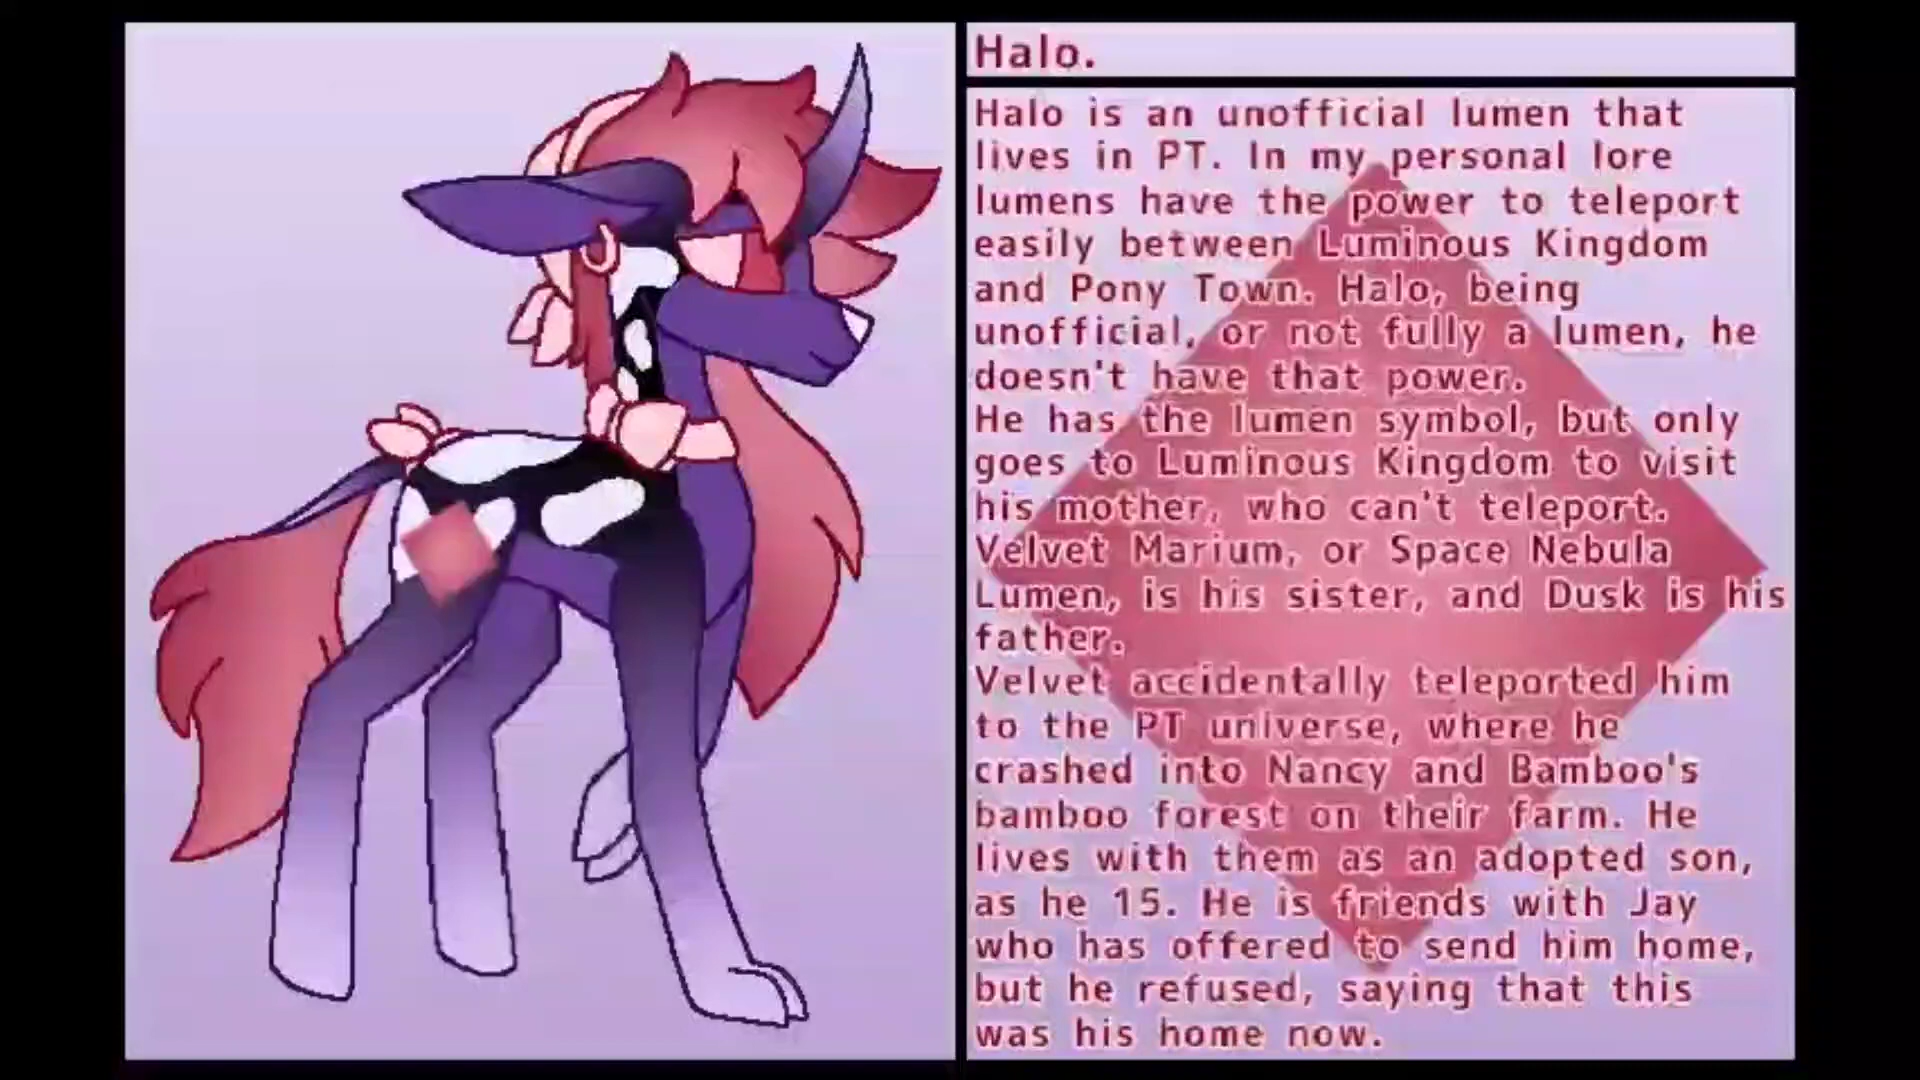 Halo.
Halo is an unofficial lumen that
lives in PT. In my personal lore
lumens have the power to teleport
easily between Luminous Kingdom
and Pony Town. Halo, being
unofficial, or not fully a lumen, he
doesn't have that power.
He has the lumen symbol, but only
goes to Luminous Kingdom to visit
his mother, who can't teleport.
Velvet Marium, or Space Nebula
Lumen, is his sister, and Dusk is his
father.
Velvet accidentally teleported him
to the PT universe, where he
crashed into Nancy and Bamboo's
bamboo forest on their farm. He
lives with them as an adopted son,
as he 15. He is friends with Jay
who has offered to send him home,
but he refused, saying that this
was his home now.